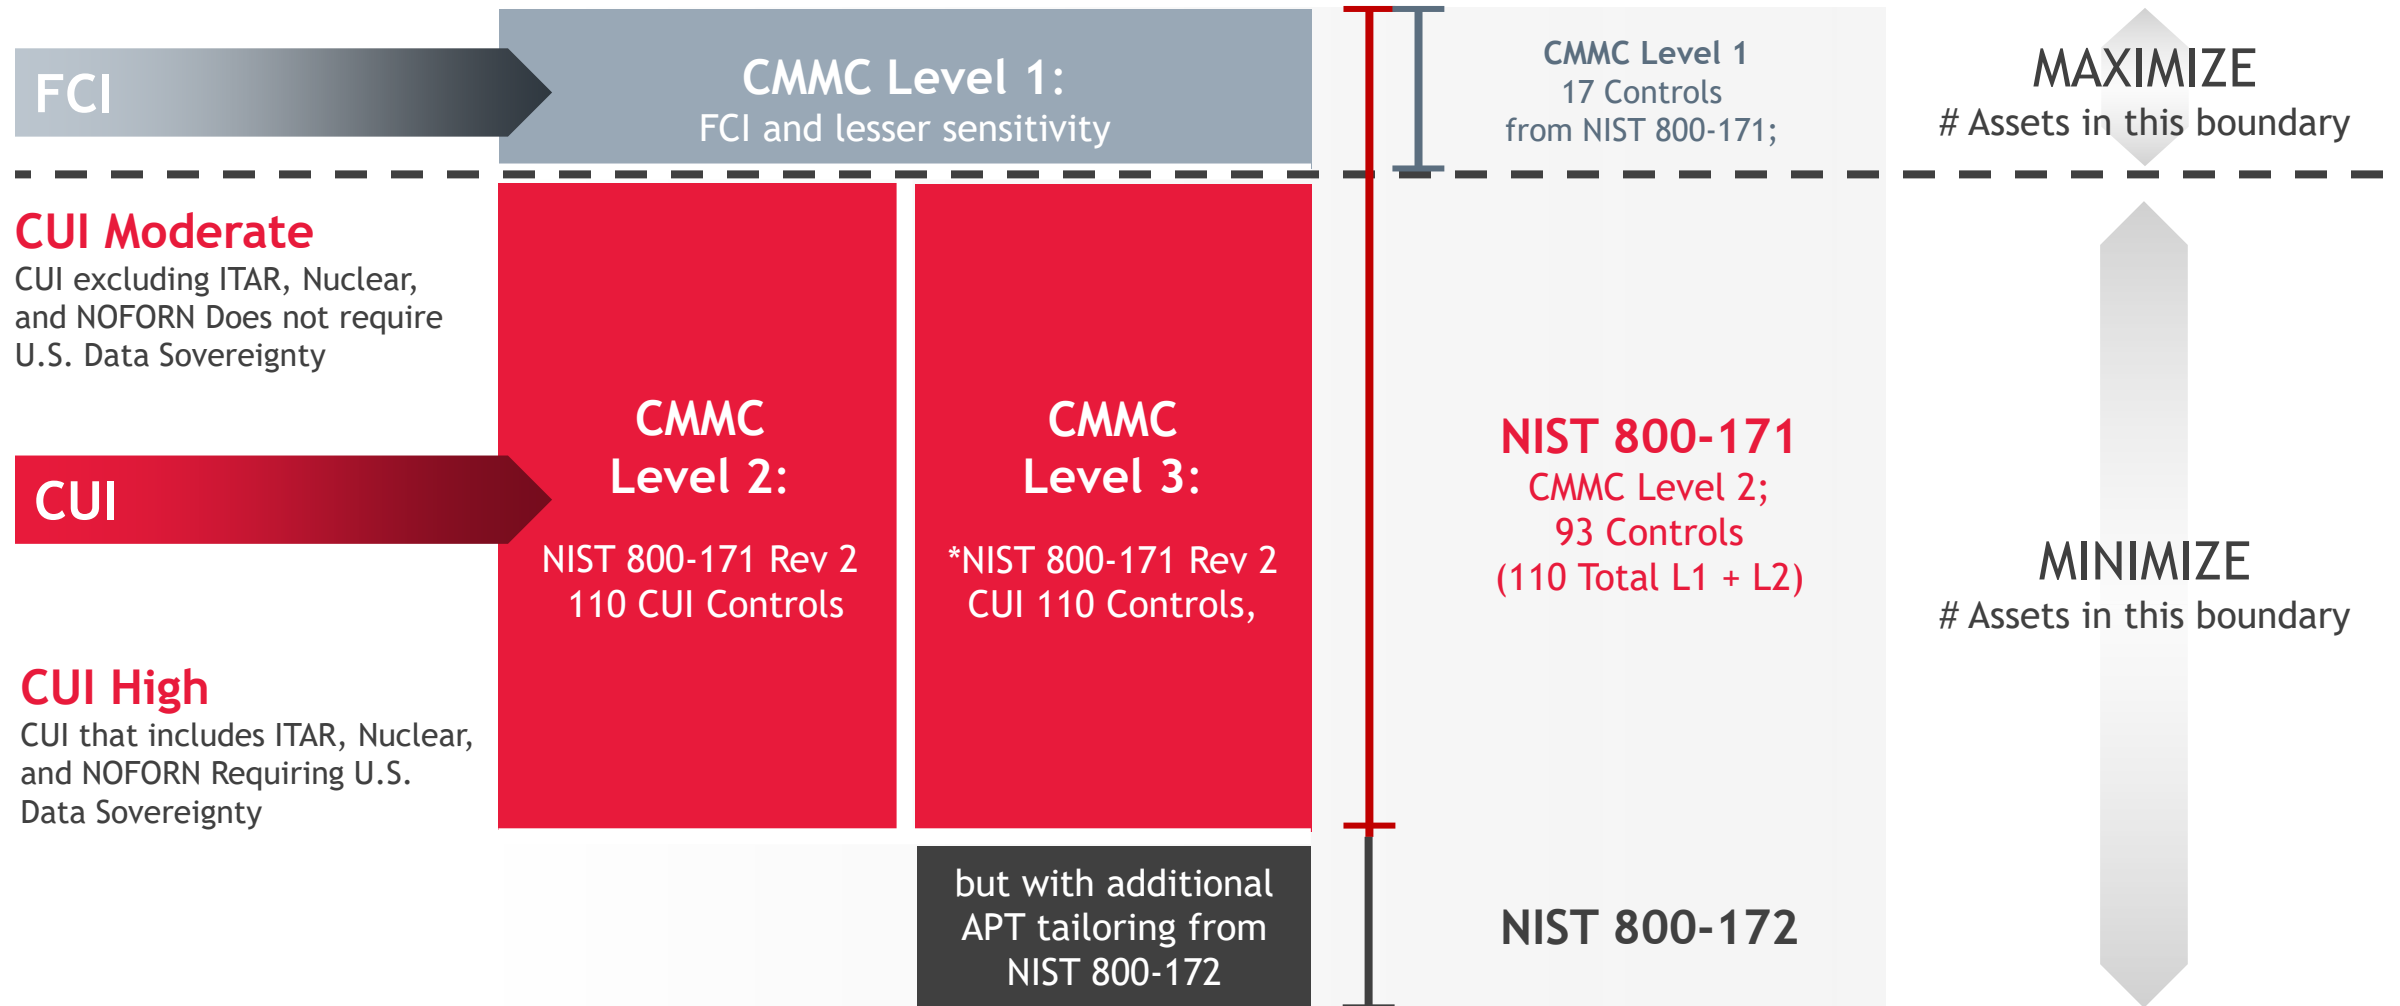 FCI
CMMC Level 1:
FCI and lesser sensitivity
CMMC Level 1
17 Controls
from NIST 800-171;
MAXIMIZE
# Assets in this boundary
CUI Moderate
CUI excluding ITAR, Nuclear,
and NOFORN Does not require
U.S. Data Sovereignty
CUI
CUI High
CUI that includes ITAR, Nuclear,
and NOFORN Requiring U.S.
Data Sovereignty
CMMC
Level 2:
NIST 800-171 Rev 2
110 CUI Controls
CMMC
Level 3:
*NIST 800-171 Rev 2
CUI 110 Controls,
but with additional
APT tailoring from
NIST 800-172
NIST 800-171
CMMC Level 2;
93 Controls
(110 Total L1 + L2)
NIST 800-172
MINIMIZE
# Assets in this boundary